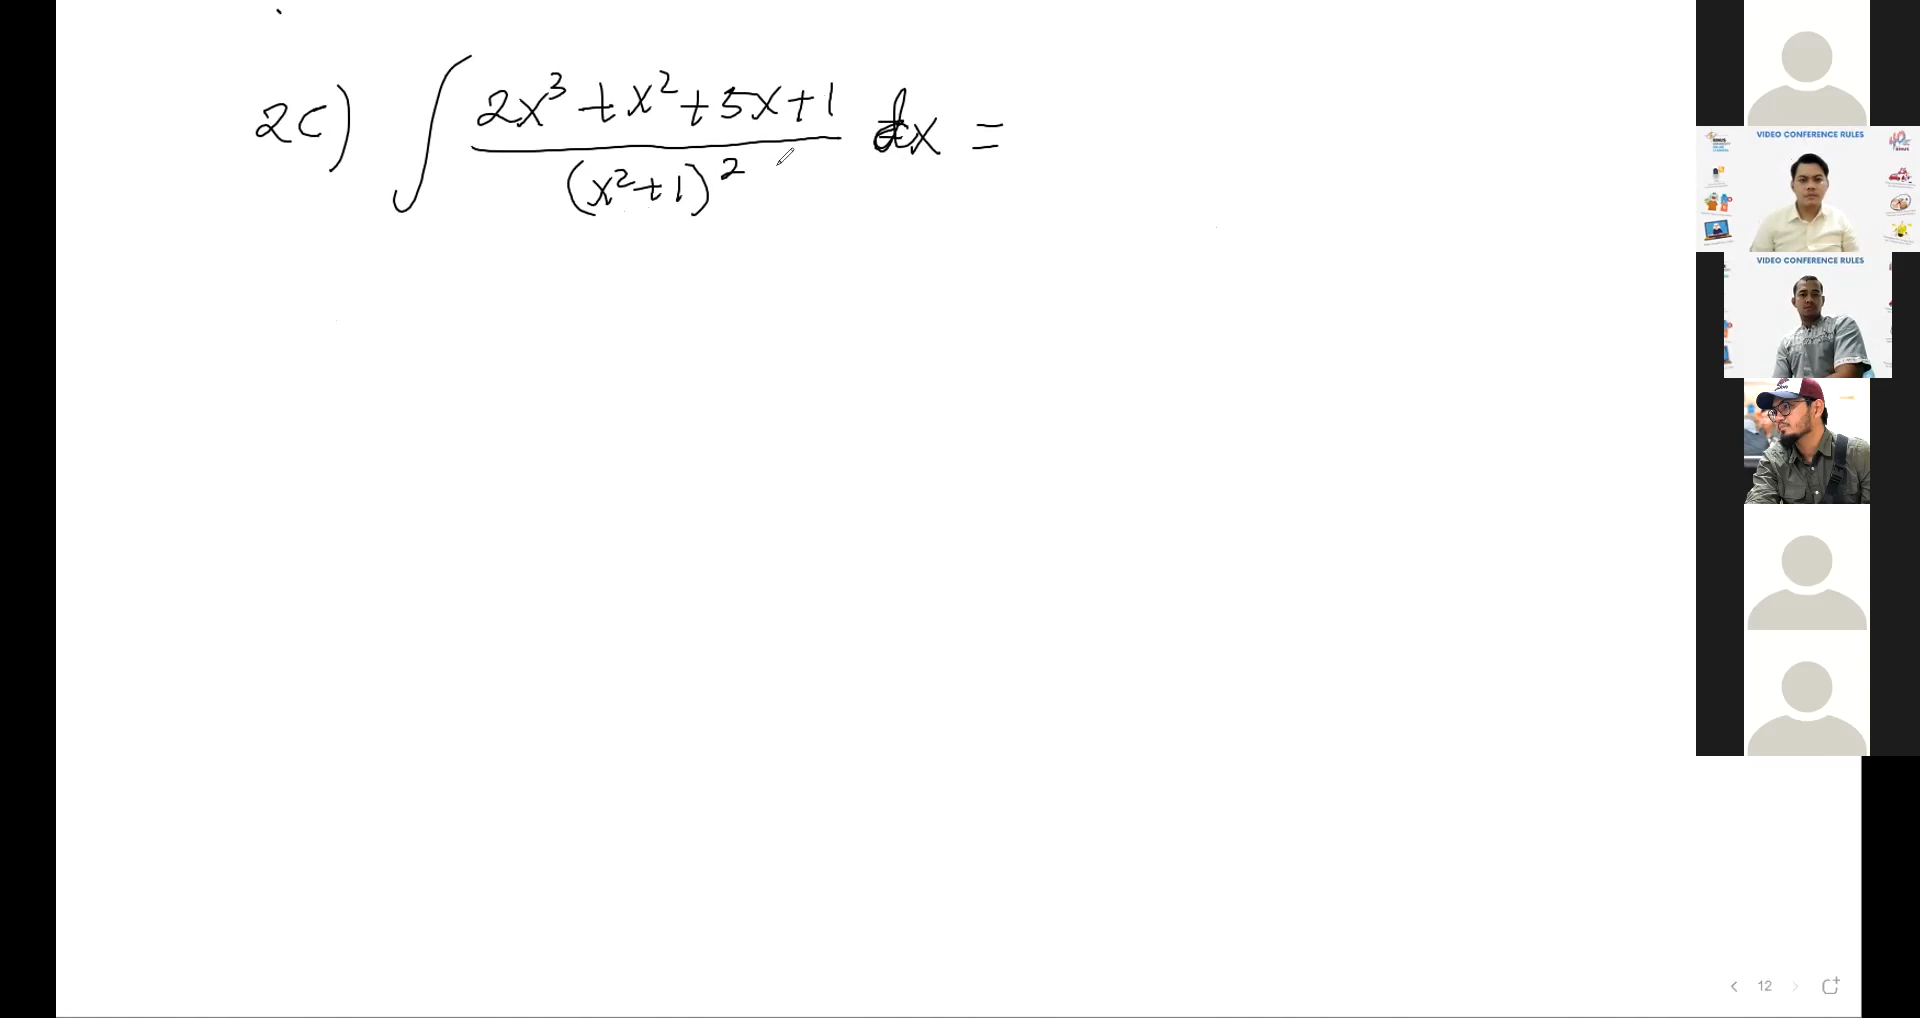 2c) ∫ (2x³ + x² + 5x + 1)/(x² + 1)² dx =
VIDEO CONFERENCE RULES
VIDEO CONFERENCE RULES
12